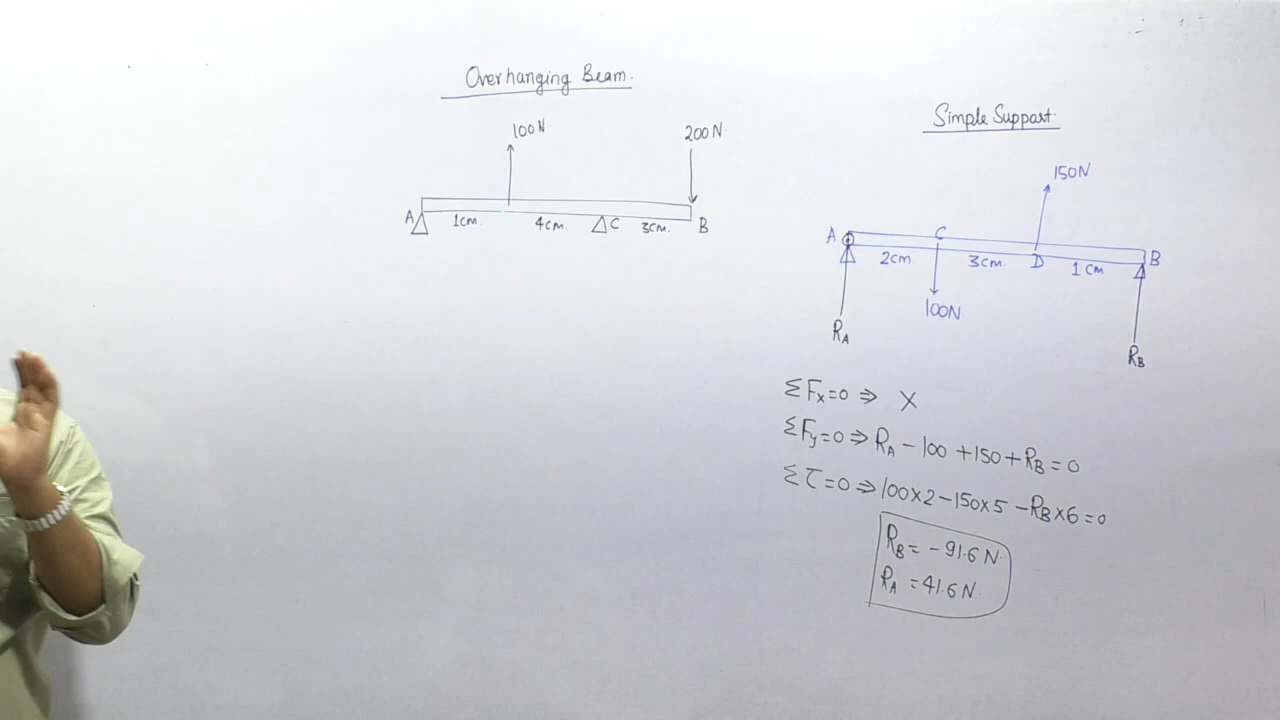 Overhanging Beam.
100N
200N
A
1cm.
4cm.
C
3cm.
B
Simple Support.
150N
A
C
B
2cm
3cm.
D
1cm
100N
RA
RB
ΣFx=0 ⇒ X
ΣFy=0 ⇒ RA - 100 + 150 + RB = 0
Στ=0 ⇒ 100×2 - 150×5 - RB×6 = 0
RB = -91.6 N.
RA = 41.6 N.